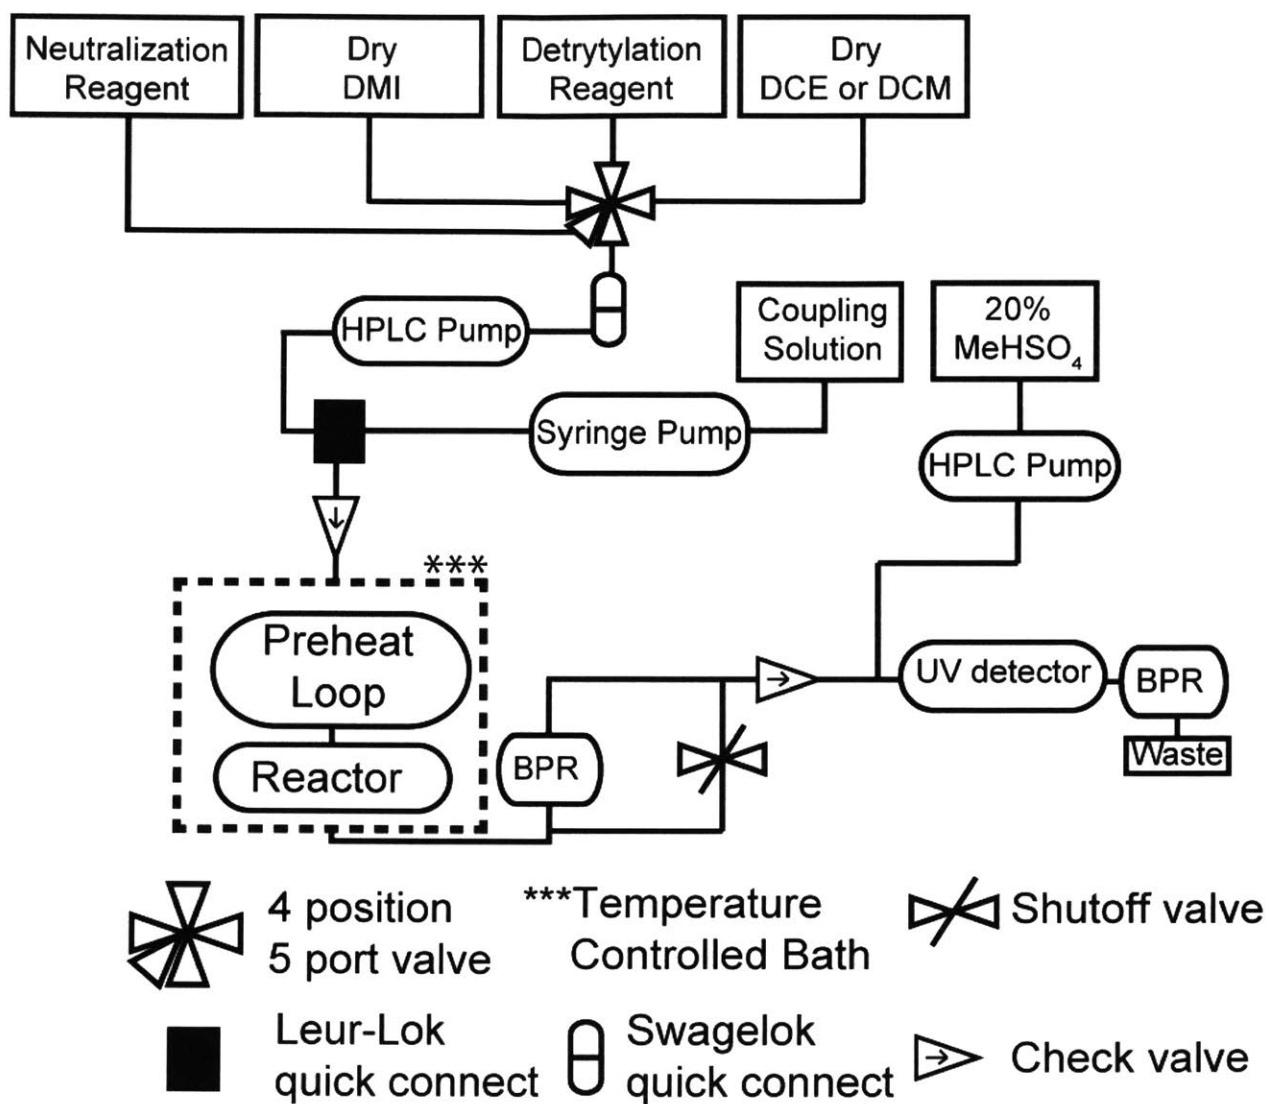 Neutralization
Reagent
Dry
DMI
Detrytylation
Reagent
Dry
DCE or DCM
HPLC Pump
Coupling
Solution
20%
MeHSO₄
Syringe Pump
HPLC Pump
***
Preheat
Loop
Reactor
BPR
UV detector
BPR
Waste
4 position
5 port valve
***Temperature
Controlled Bath
Shutoff valve
Leur-Lok
quick connect
Swagelok
quick connect
Check valve